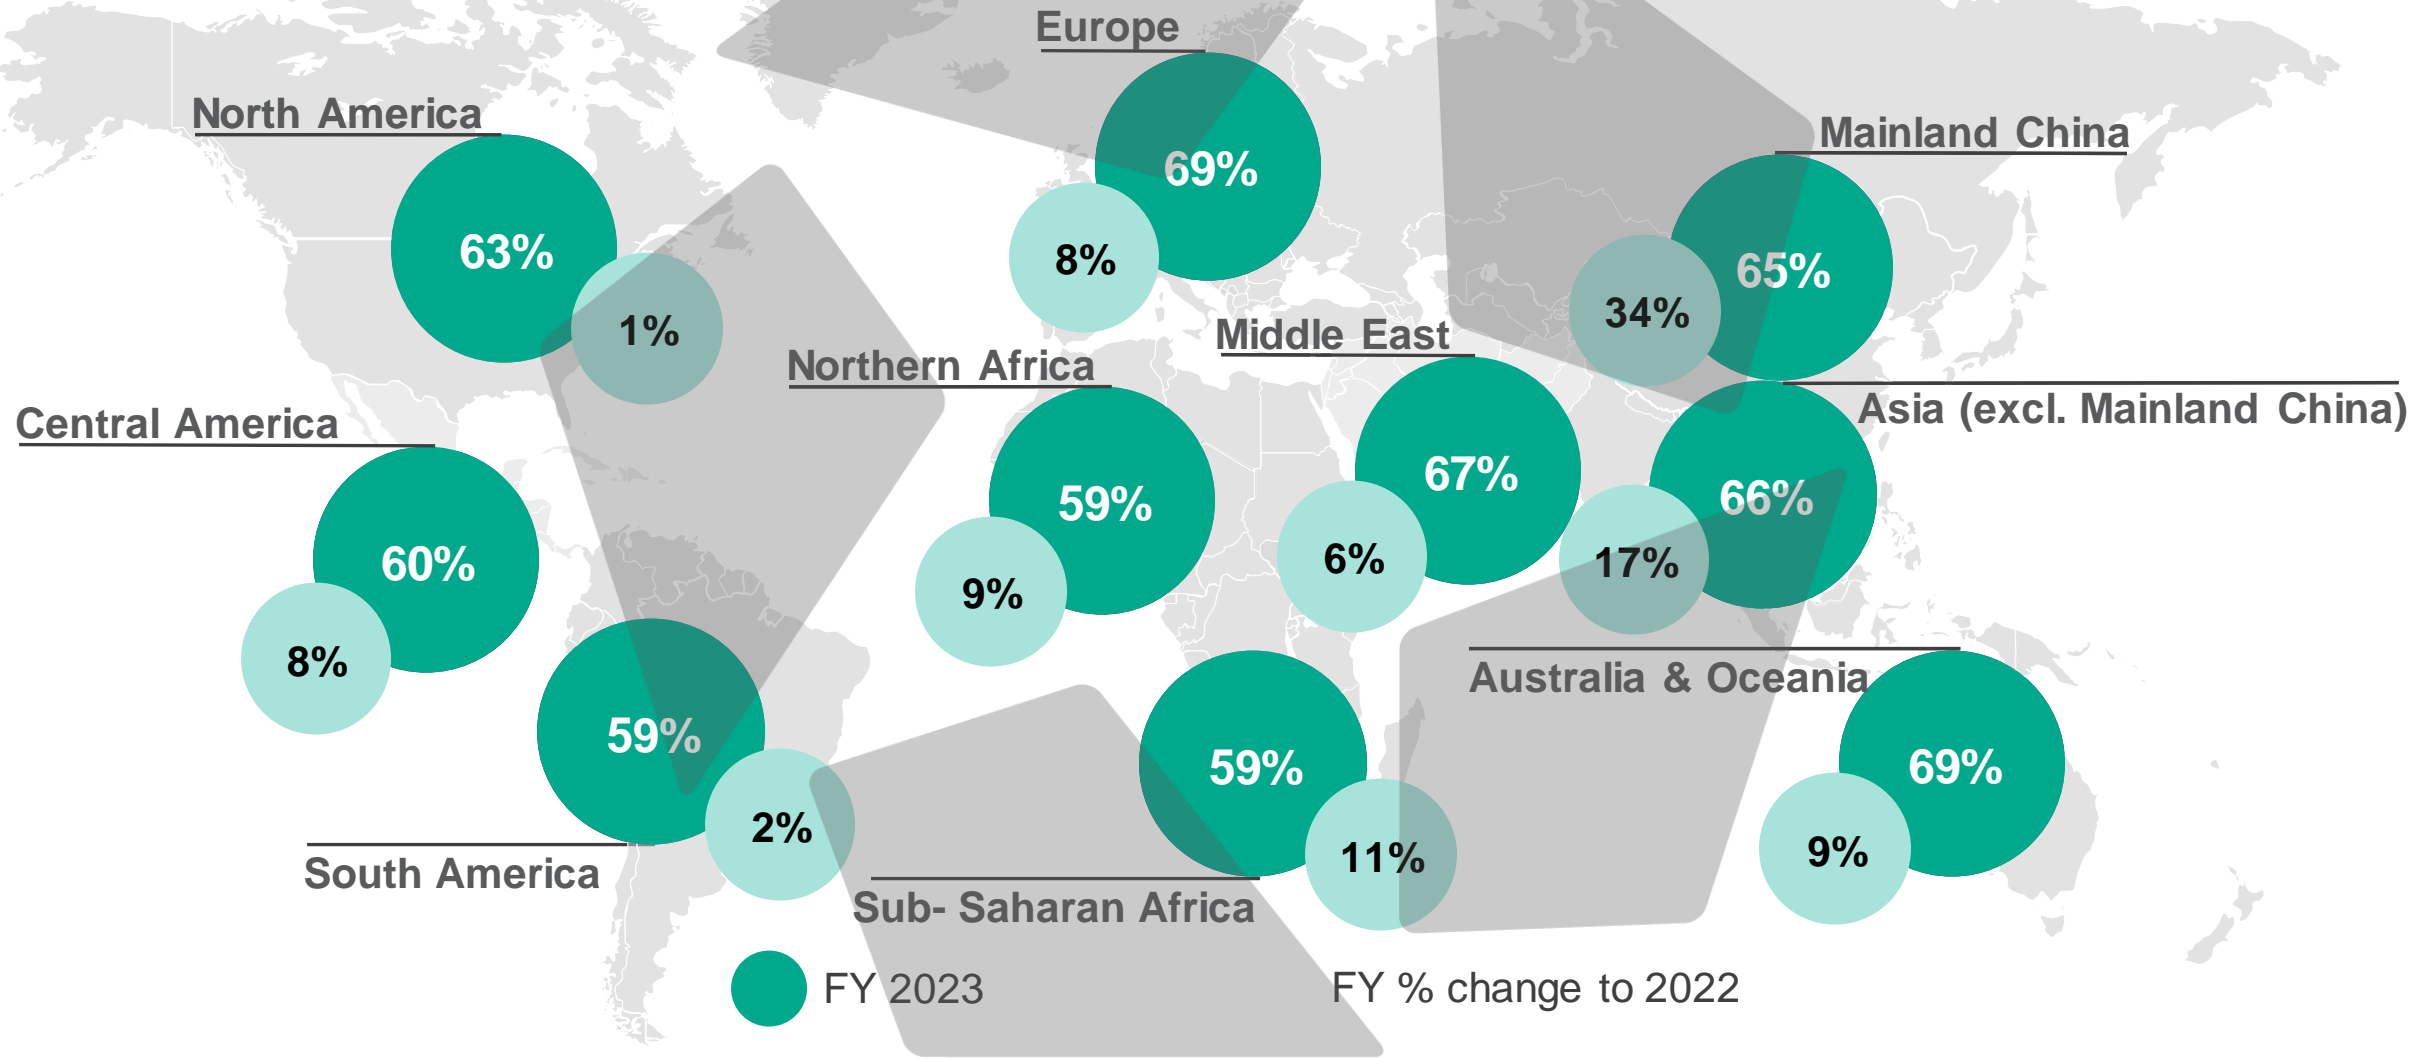 Europe
69%
8%
North America
63%
1%
Mainland China
65%
34%
Middle East
67%
6%
Northern Africa
59%
9%
Asia (excl. Mainland China)
66%
17%
Central America
60%
8%
South America
59%
2%
Sub- Saharan Africa
59%
11%
Australia & Oceania
69%
9%
FY 2023
FY % change to 2022